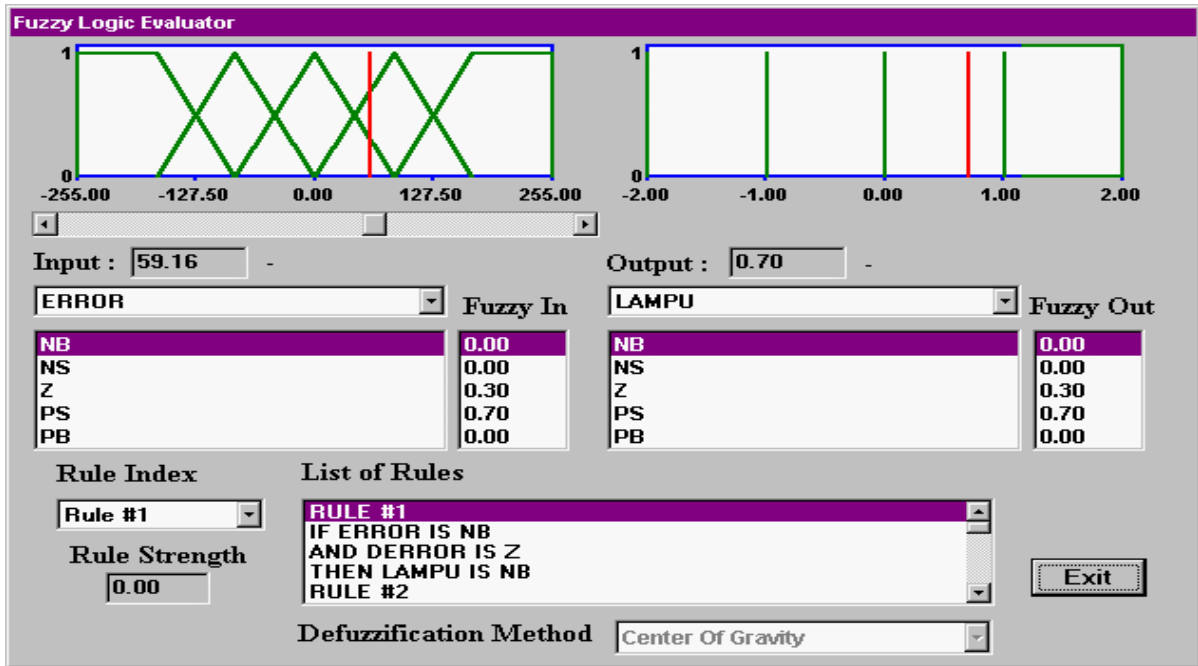 Fuzzy Logic Evaluator
1
0
-255.00 -127.50 0.00 127.50 255.00
1
0
-2.00 -1.00 0.00 1.00 2.00
Input : 59.16 -
Output : 0.70 -
ERROR
Fuzzy In
LAMPU
Fuzzy Out
NB 0.00
NS 0.00
Z 0.30
PS 0.70
PB 0.00
NB 0.00
NS 0.00
Z 0.30
PS 0.70
PB 0.00
Rule Index
List of Rules
Rule #1
RULE #1
IF ERROR IS NB
AND DERROR IS Z
THEN LAMPU IS NB
RULE #2
Rule Strength
0.00
Exit
Defuzzification Method Center Of Gravity